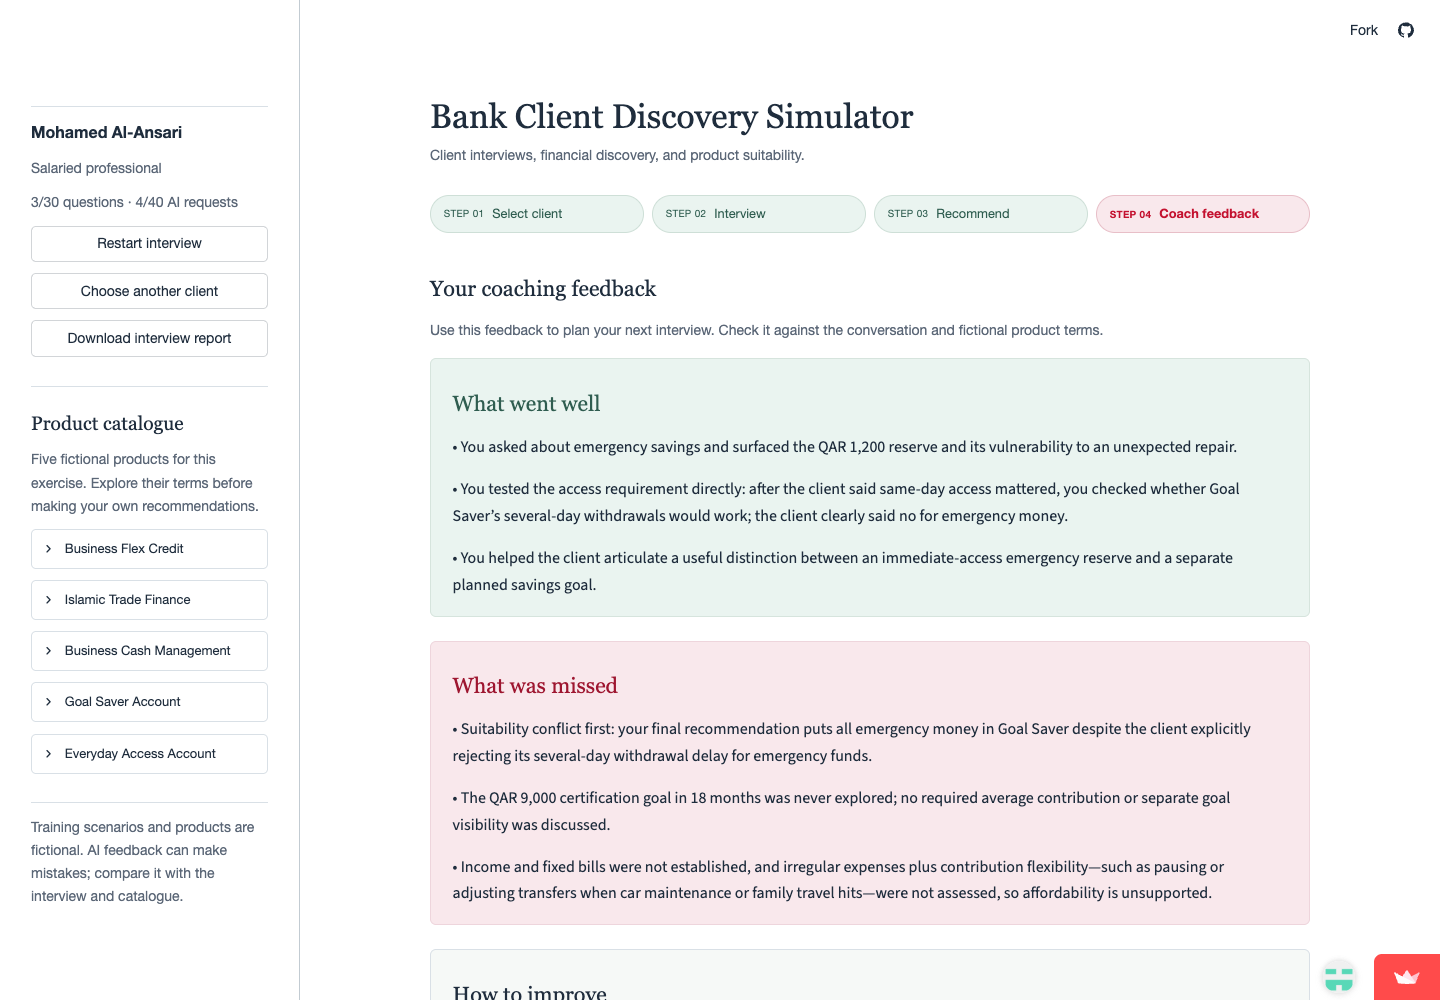 Fork
Mohamed Al-Ansari
Salaried professional
3/30 questions · 4/40 AI requests
Restart interview
Choose another client
Download interview report
Product catalogue
Five fictional products for this
exercise. Explore their terms before
making your own recommendations.
Business Flex Credit
Islamic Trade Finance
Business Cash Management
Goal Saver Account
Everyday Access Account
Training scenarios and products are
fictional. AI feedback can make
mistakes; compare it with the
interview and catalogue.
Bank Client Discovery Simulator
Client interviews, financial discovery, and product suitability.
STEP 01 Select client
STEP 02 Interview
STEP 03 Recommend
STEP 04 Coach feedback
Your coaching feedback
Use this feedback to plan your next interview. Check it against the conversation and fictional product terms.
What went well
• You asked about emergency savings and surfaced the QAR 1,200 reserve and its vulnerability to an unexpected repair.
• You tested the access requirement directly: after the client said same-day access mattered, you checked whether Goal
Saver’s several-day withdrawals would work; the client clearly said no for emergency money.
• You helped the client articulate a useful distinction between an immediate-access emergency reserve and a separate
planned savings goal.
What was missed
• Suitability conflict first: your final recommendation puts all emergency money in Goal Saver despite the client explicitly
rejecting its several-day withdrawal delay for emergency funds.
• The QAR 9,000 certification goal in 18 months was never explored; no required average contribution or separate goal
visibility was discussed.
• Income and fixed bills were not established, and irregular expenses plus contribution flexibility—such as pausing or
adjusting transfers when car maintenance or family travel hits—were not assessed, so affordability is unsupported.
How to improve